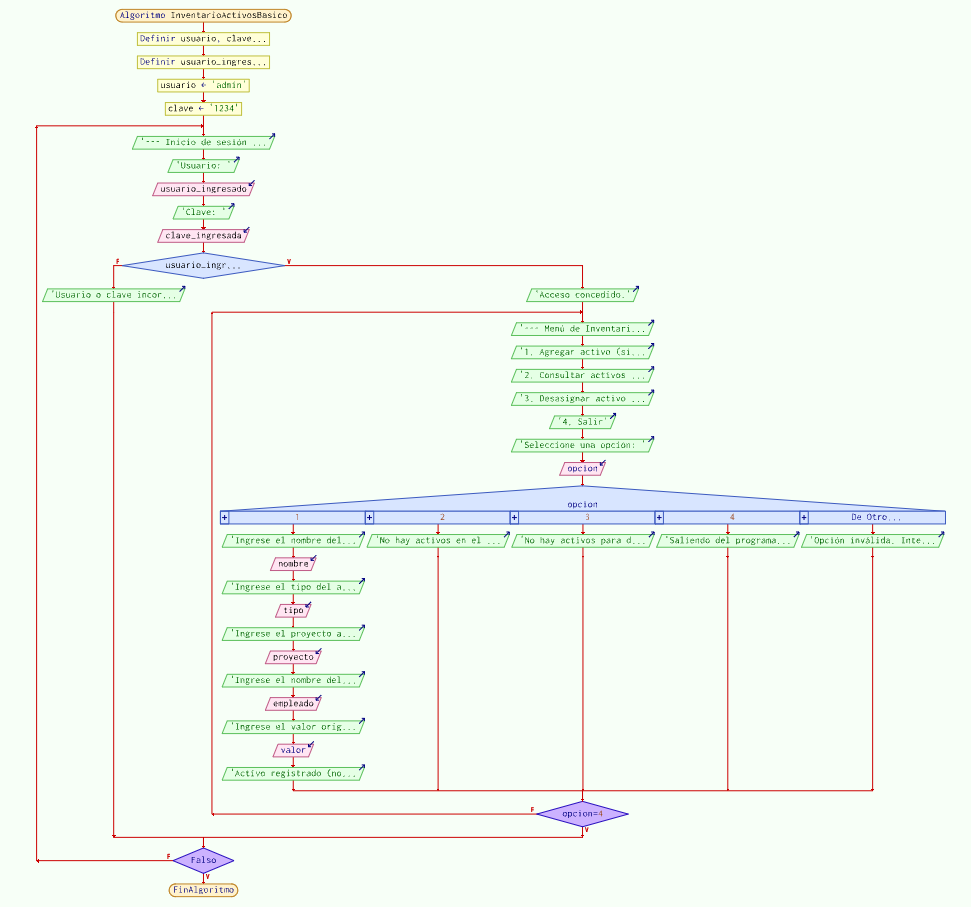 Algoritmo InventarioActivosBasico
Definir usuario, clave...
Definir usuario_ingres...
usuario ← 'admin'
clave ← '1234'
'--- Inicio de sesión ...
'Usuario: '
usuario_ingresado
'Clave: '
clave_ingresada
F
usuario_ingr...
V
'Usuario o clave incor...
'Acceso concedido.'
'--- Menú de Inventari...
'1. Agregar activo (si...
'2. Consultar activos ...
'3. Desasignar activo ...
'4. Salir'
'Seleccione una opcion: '
opcion
opcion
+ 1 + 2 + 3 + 4 + De Otro...
'Ingrese el nombre del...
'No hay activos en el ...
'No hay activos para d...
'Saliendo del programa...
'Opción inválida. Inte...
nombre
'Ingrese el tipo del a...
tipo
'Ingrese el proyecto a...
proyecto
'Ingrese el nombre del...
empleado
'Ingrese el valor orig...
valor
'Activo registrado (no...
F
opcion=4
V
F
Falso
V
FinAlgoritmo